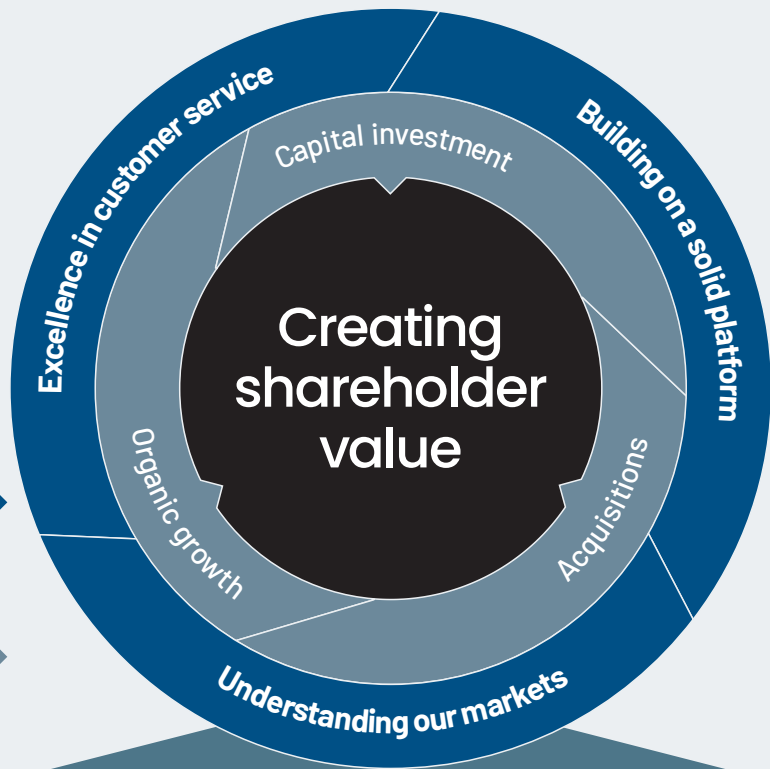 Excellence in customer service
Building on a solid platform
Understanding our markets
Capital investment
Acquisitions
Organic growth
Creating
shareholder
value